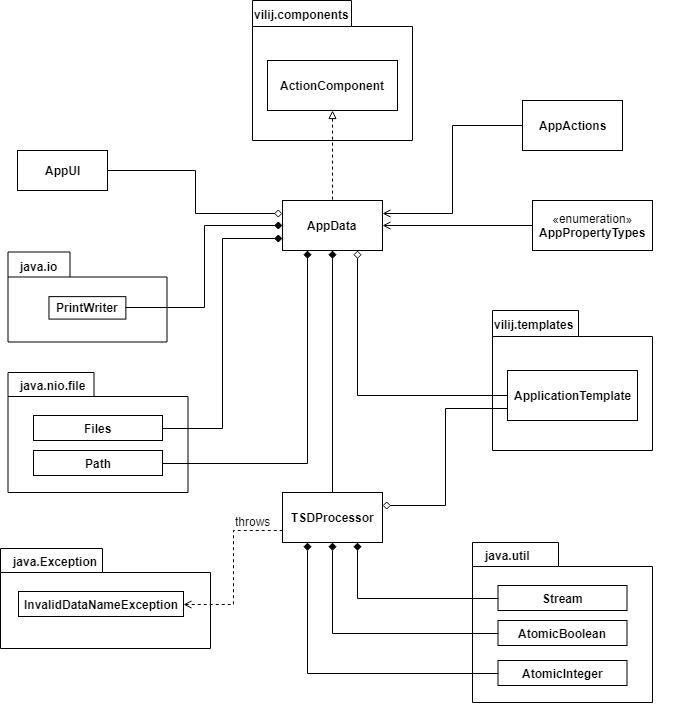 vilij.components
ActionComponent
AppActions
AppUI
AppData
«enumeration»
AppPropertyTypes
java.io
PrintWriter
vilij.templates
ApplicationTemplate
java.nio.file
Files
Path
TSDProcessor
throws
java.Exception
InvalidDataNameException
java.util
Stream
AtomicBoolean
AtomicInteger